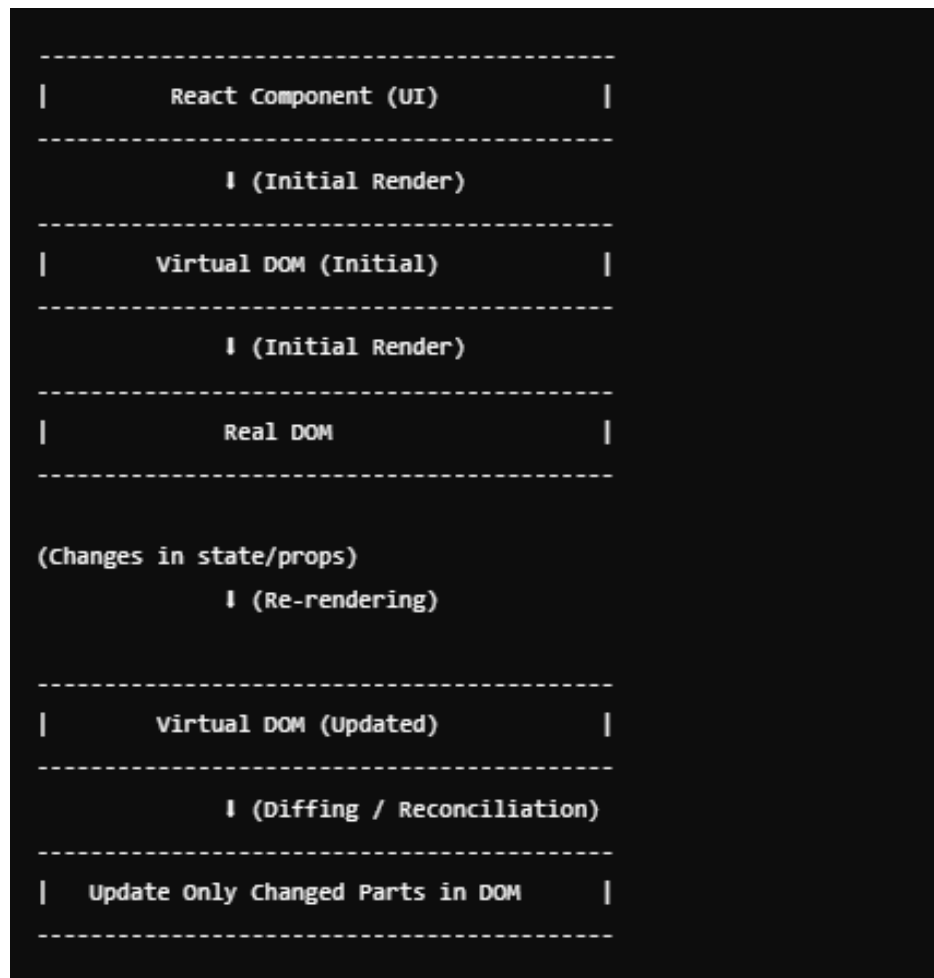 -------------------------------------------
|         React Component (UI)            |
-------------------------------------------
⬇ (Initial Render)
-------------------------------------------
|        Virtual DOM (Initial)            |
-------------------------------------------
⬇ (Initial Render)
-------------------------------------------
|             Real DOM                    |
-------------------------------------------
(Changes in state/props)
⬇ (Re-rendering)
-------------------------------------------
|        Virtual DOM (Updated)            |
-------------------------------------------
⬇ (Diffing / Reconciliation)
-------------------------------------------
|   Update Only Changed Parts in DOM      |
-------------------------------------------